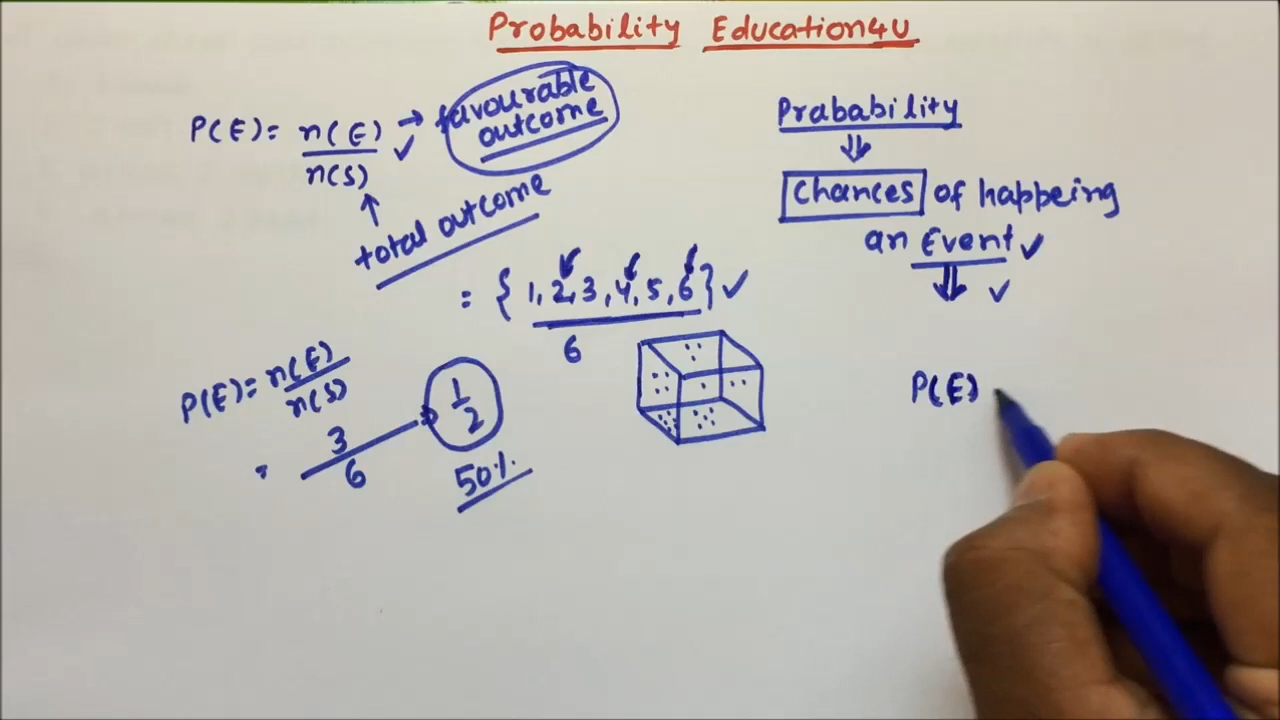 Probability Education4U
P(E) = n(E) / n(S) → favourable outcome
total outcome
= { 1, 2, 3, 4, 5, 6 }
6
P(E) = n(E) / n(S)
= 3 / 6 → 1 / 2
50%
Prabability
Chances of happeing
an Event
P(E)